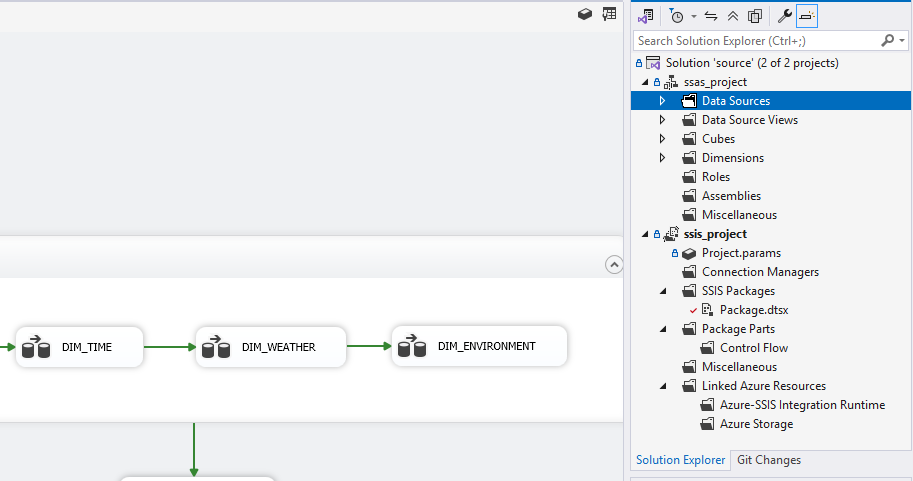 Search Solution Explorer (Ctrl+;)
Solution 'source' (2 of 2 projects)
ssas_project
Data Sources
Data Source Views
Cubes
Dimensions
Roles
Assemblies
Miscellaneous
ssis_project
Project.params
Connection Managers
SSIS Packages
Package.dtsx
Package Parts
Control Flow
Miscellaneous
Linked Azure Resources
Azure-SSIS Integration Runtime
Azure Storage
Solution Explorer Git Changes
DIM_TIME DIM_WEATHER DIM_ENVIRONMENT